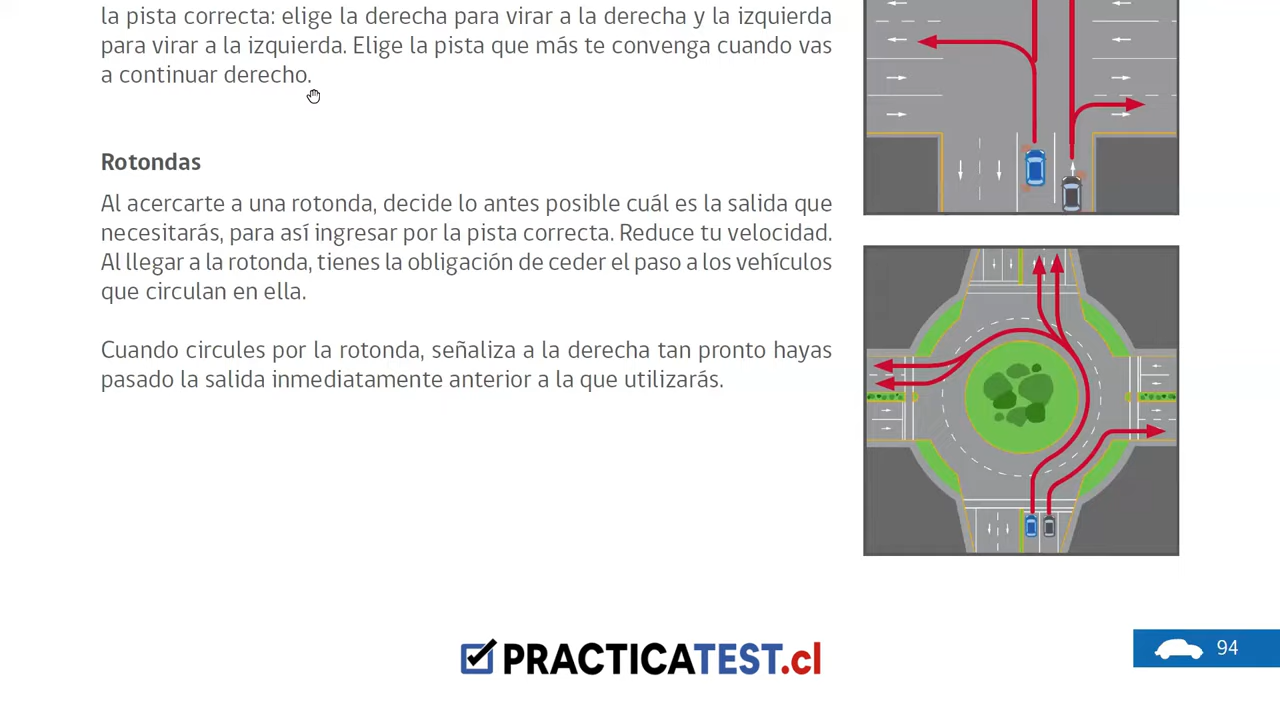 la pista correcta: elige la derecha para virar a la derecha y la izquierda
para virar a la izquierda. Elige la pista que más te convenga cuando vas
a continuar derecho.
Rotondas
Al acercarte a una rotonda, decide lo antes posible cuál es la salida que
necesitarás, para así ingresar por la pista correcta. Reduce tu velocidad.
Al llegar a la rotonda, tienes la obligación de ceder el paso a los vehículos
que circulan en ella.
Cuando circules por la rotonda, señaliza a la derecha tan pronto hayas
pasado la salida inmediatamente anterior a la que utilizarás.
PRACTICATEST.cl
94